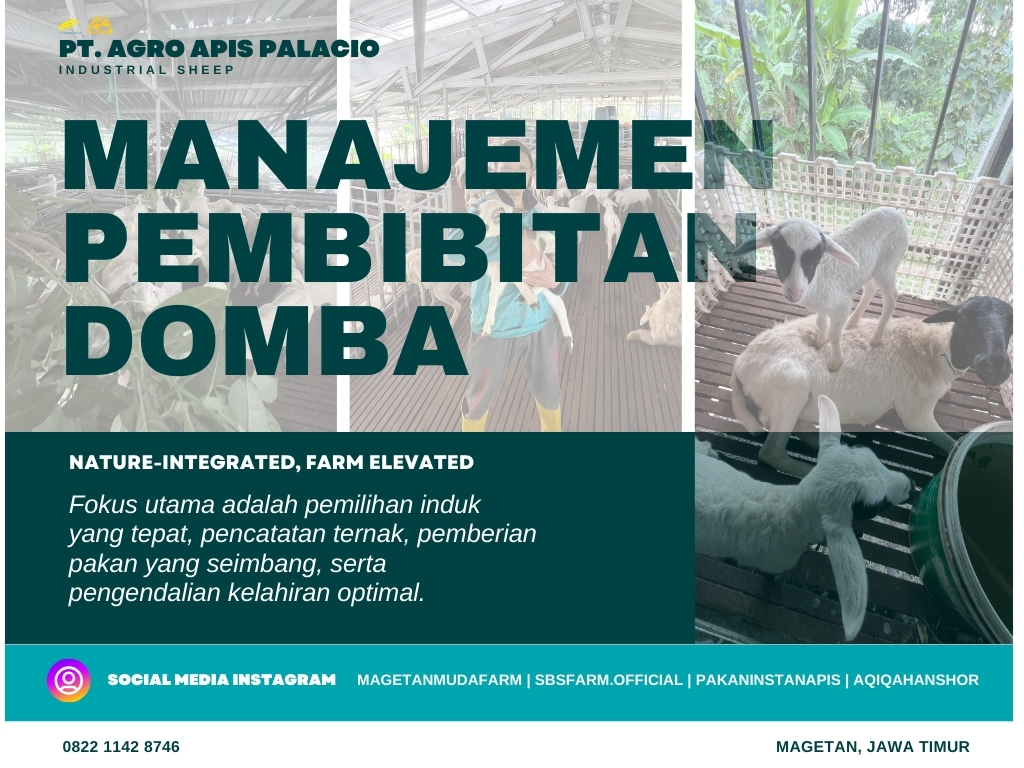 PT. AGRO APIS PALACIO
INDUSTRIAL SHEEP
MANAJEMEN
PEMBIBITAN
DOMBA
NATURE-INTEGRATED, FARM ELEVATED
Fokus utama adalah pemilihan induk
yang tepat, pencatatan ternak, pemberian
pakan yang seimbang, serta
pengendalian kelahiran optimal.
SOCIAL MEDIA INSTAGRAM MAGETANMUDAFARM | SBSFARM.OFFICIAL | PAKANINSTANAPIS | AQIQAHANSHOR
0822 1142 8746 MAGETAN, JAWA TIMUR